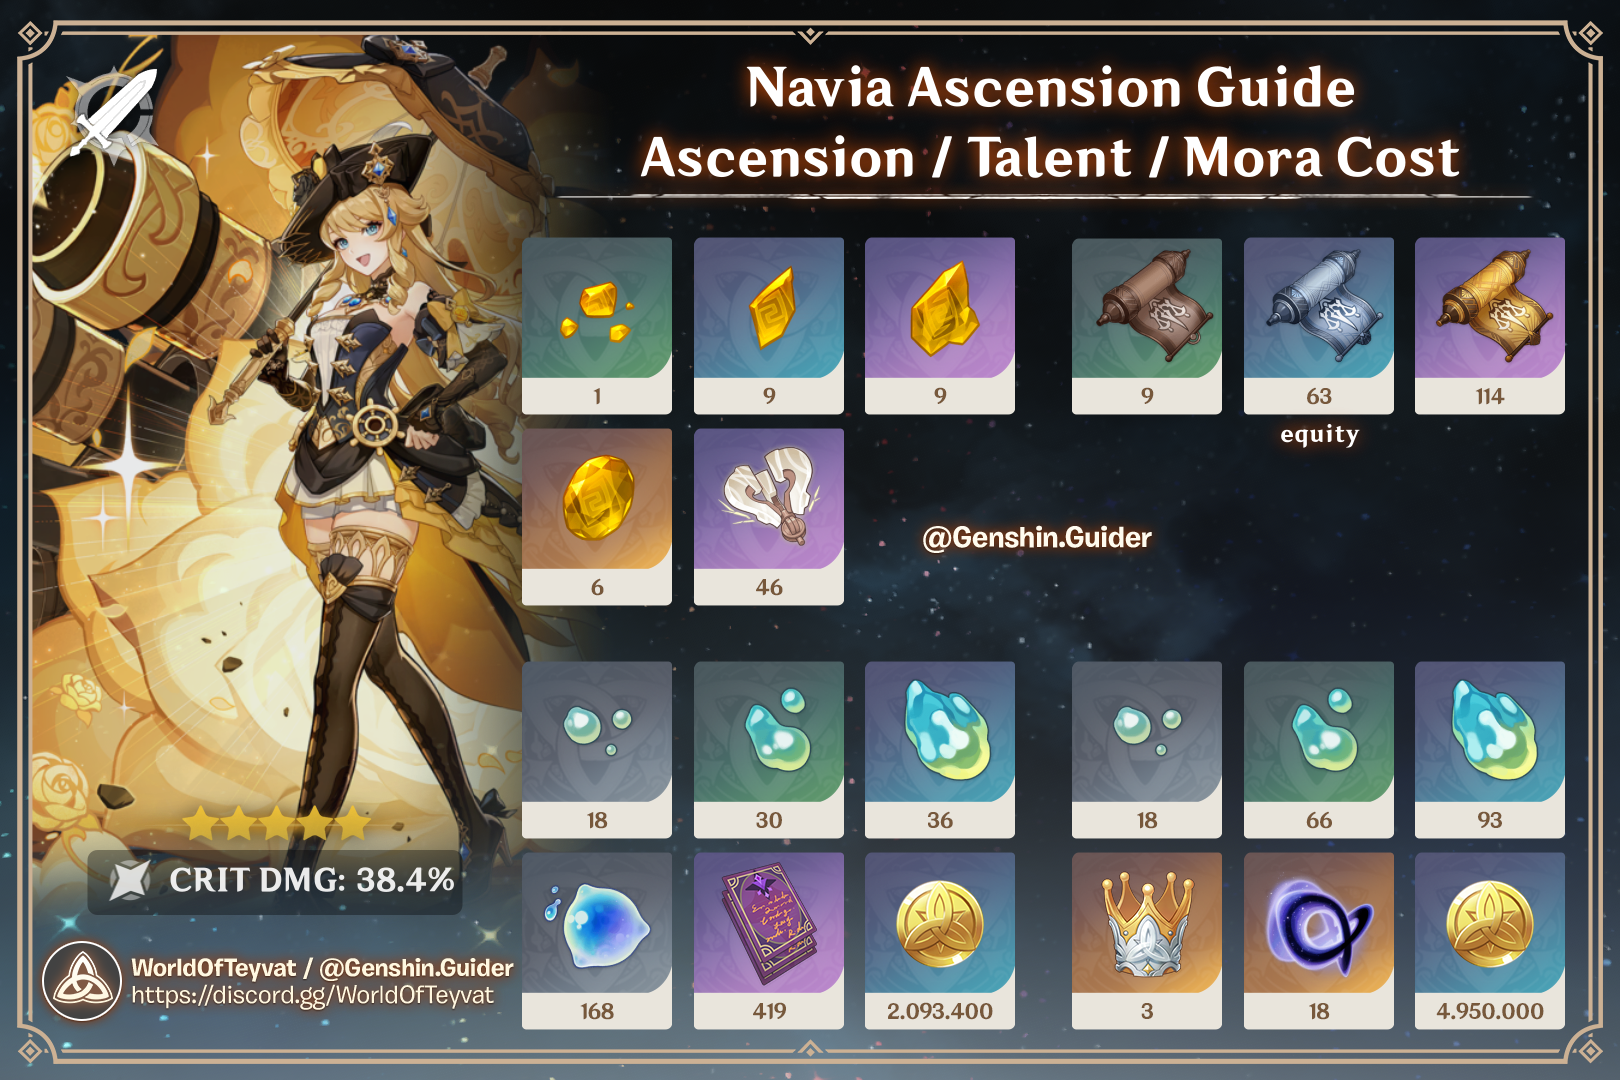 Navia Ascension Guide
Ascension / Talent / Mora Cost
1 9 9 9 63 114
equity
6 46
@Genshin.Guider
18 30 36 18 66 93
CRIT DMG: 38.4%
168 419 2.093.400 3 18 4.950.000
WorldOfTeyvat / @Genshin.Guider
https://discord.gg/WorldOfTeyvat